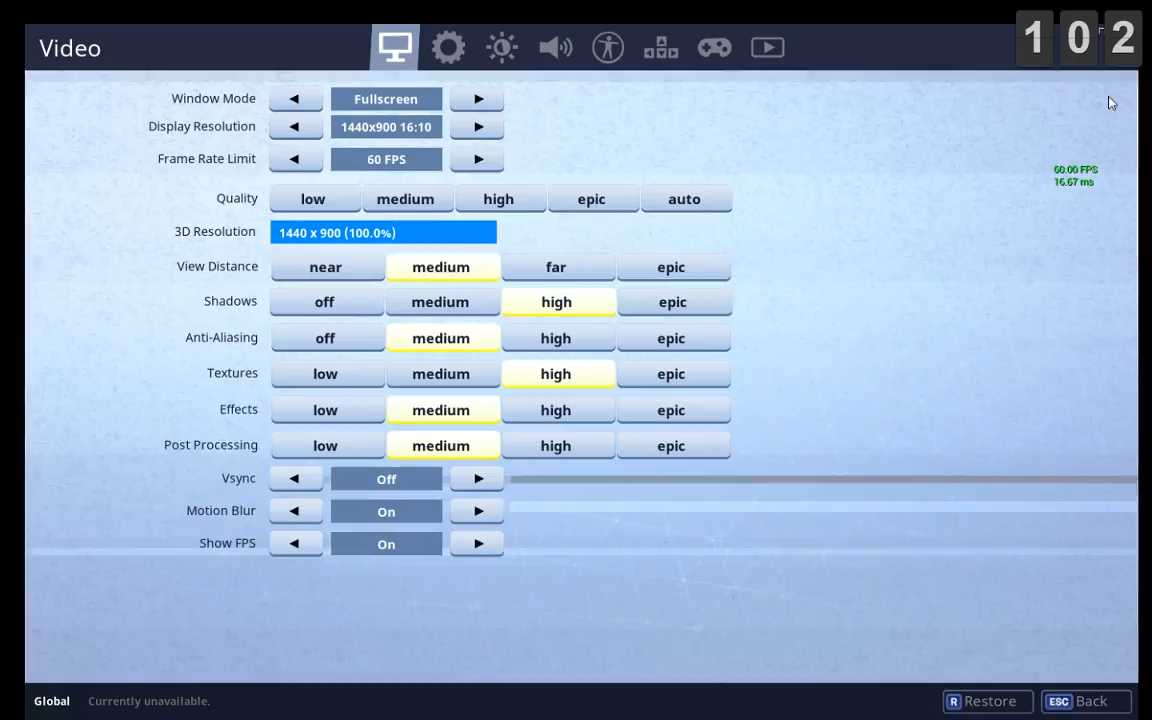 Video
102
Window Mode ◀ Fullscreen ▶
Display Resolution ◀ 1440x900 16:10 ▶
Frame Rate Limit ◀ 60 FPS ▶
60.00 FPS
16.67 ms
Quality low medium high epic auto
3D Resolution 1440 x 900 (100.0%)
View Distance near medium far epic
Shadows off medium high epic
Anti-Aliasing off medium high epic
Textures low medium high epic
Effects low medium high epic
Post Processing low medium high epic
Vsync ◀ Off ▶
Motion Blur ◀ On ▶
Show FPS ◀ On ▶
Global Currently unavailable. R Restore ESC Back